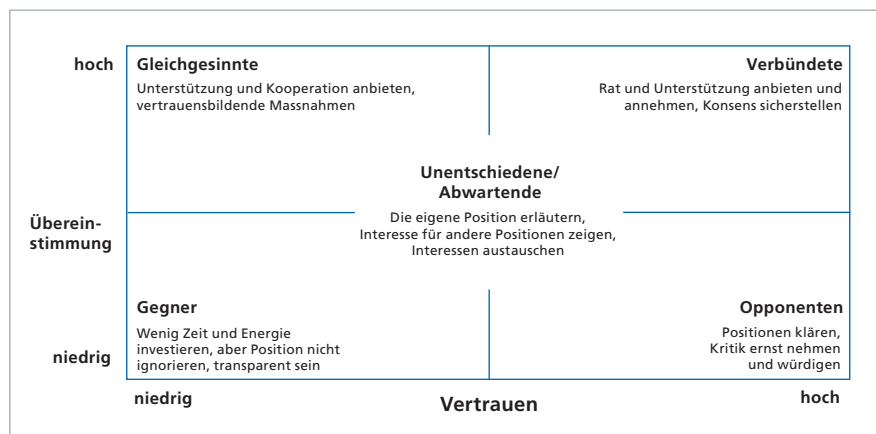 hoch
Gleichgesinnte
Unterstützung und Kooperation anbieten,
vertrauensbildende Massnahmen
Verbündete
Rat und Unterstützung anbieten und
annehmen, Konsens sicherstellen
Unentschiedene/
Abwartende
Die eigene Position erläutern,
Interesse für andere Positionen zeigen,
Interessen austauschen
Überein-
stimmung
Gegner
Wenig Zeit und Energie
investieren, aber Position nicht
ignorieren, transparent sein
Opponenten
Positionen klären,
Kritik ernst nehmen
und würdigen
niedrig
niedrig
Vertrauen
hoch